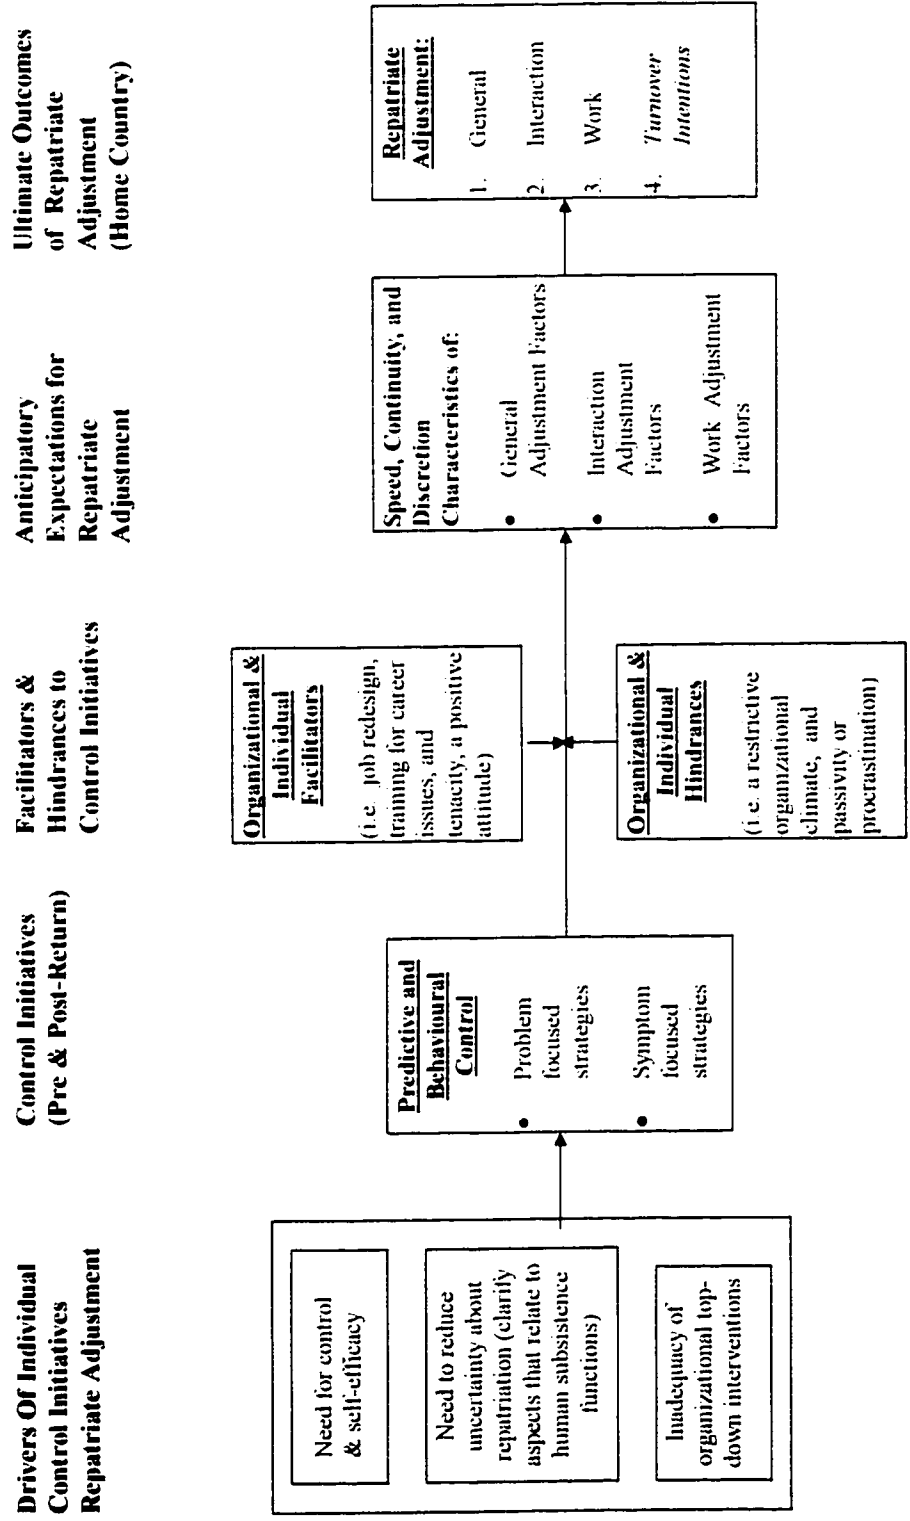 Drivers Of Individual
Control Initiatives
Repatriate Adjustment
Control Initiatives
(Pre & Post-Return)
Facilitators &
Hindrances to
Control Initiatives
Anticipatory
Expectations for
Repatriate
Adjustment
Ultimate Outcomes
of Repatriate
Adjustment
(Home Country)
Need for control
& self-efficacy
Need to reduce
uncertainty about
repatriation (clarify
aspects that relate to
human subsistence
functions)
Inadequacy of
organizational top-
down interventions
Predictive and
Behavioural
Control
• Problem
focused
strategies
• Symptom
focused
strategies
Organizational &
Individual
Facilitators
(i.e. job redesign,
training for career
issues, and
tenacity, a positive
attitude)
Organizational &
Individual
Hindrances
(i.e. a restrictive
organizational
climate, and
passivity or
procrastination)
Speed, Continuity, and
Discretion
Characteristics of:
• General
Adjustment Factors
• Interaction
Adjustment
Factors
• Work Adjustment
Factors
Repatriate
Adjustment:
1. General
2. Interaction
3. Work
4. Turnover
Intentions